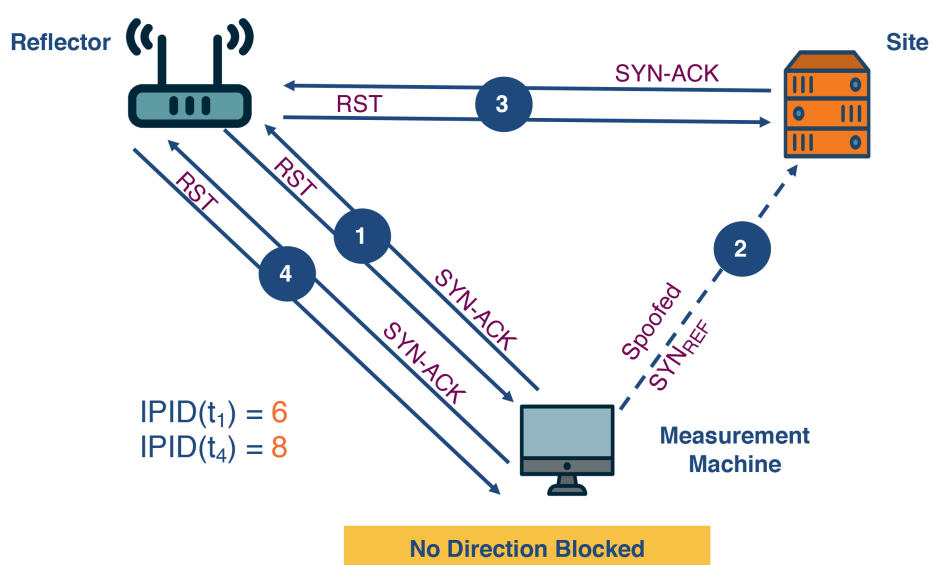 Reflector
Site
SYN-ACK
RST
3
RST
RST
1
4
2
SYN-ACK
SYN-ACK
Spoofed
SYN_REF
IPID(t₁) = 6
IPID(t₄) = 8
Measurement
Machine
No Direction Blocked